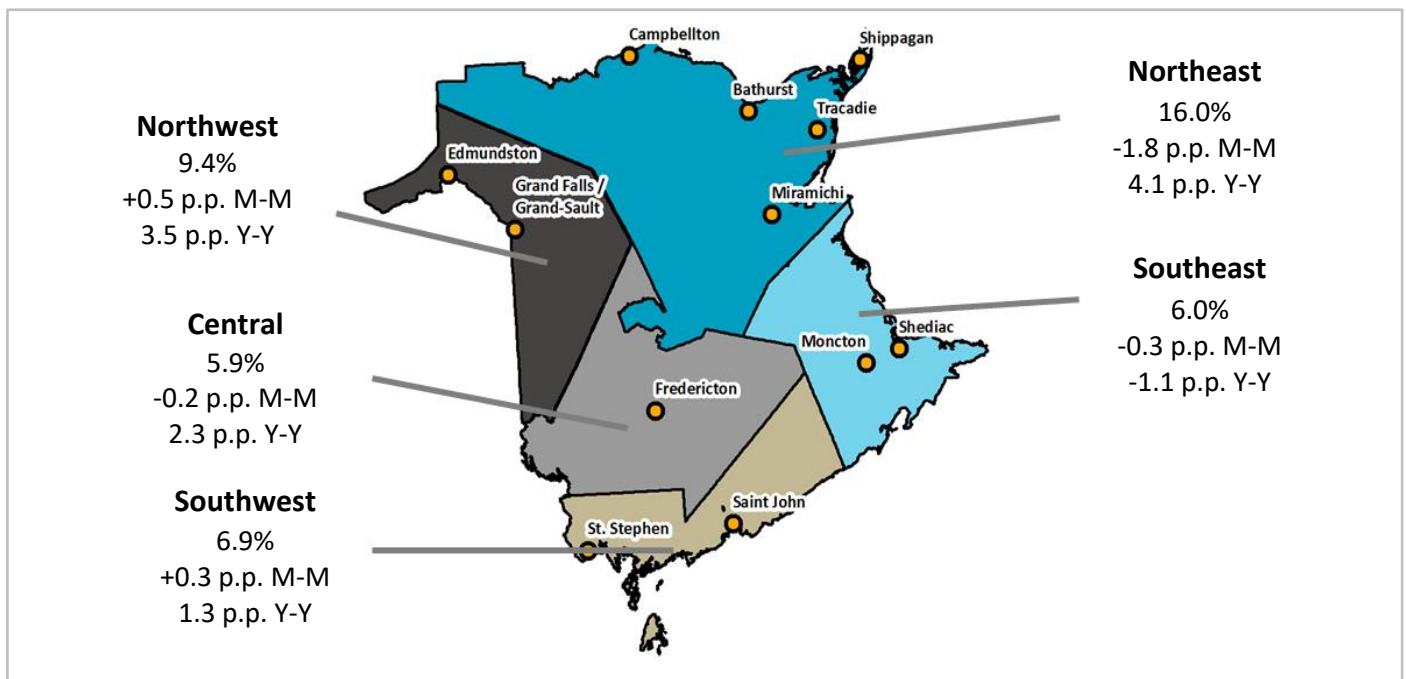 Northwest
9.4%
+0.5 p.p. M-M
3.5 p.p. Y-Y
Central
5.9%
-0.2 p.p. M-M
2.3 p.p. Y-Y
Southwest
6.9%
+0.3 p.p. M-M
1.3 p.p. Y-Y
Campbellton
Shippagan
Bathurst
Tracadie
Edmundston
Grand Falls /
Grand-Sault
Miramichi
Shediac
Moncton
Fredericton
Saint John
St. Stephen
Northeast
16.0%
-1.8 p.p. M-M
4.1 p.p. Y-Y
Southeast
6.0%
-0.3 p.p. M-M
-1.1 p.p. Y-Y